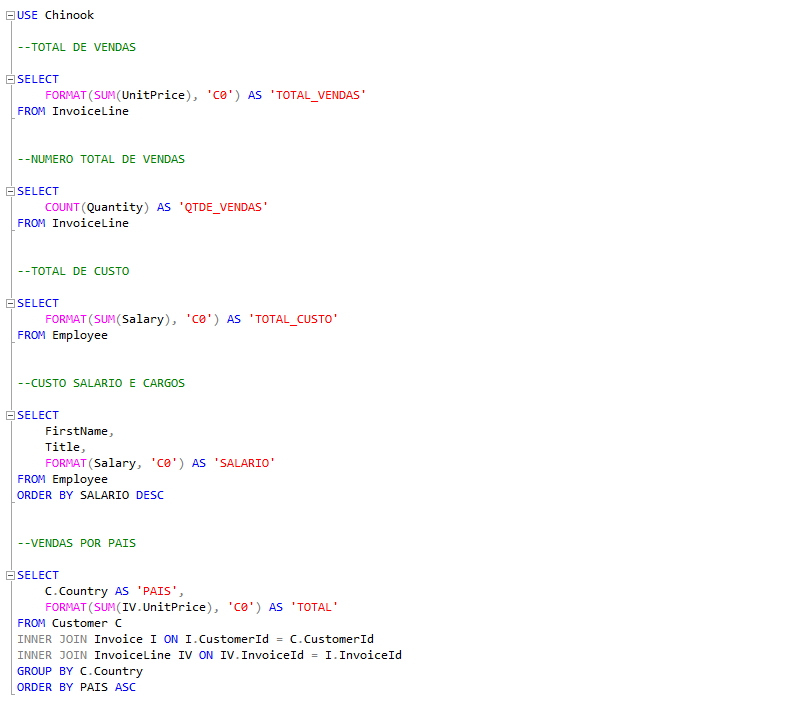 USE Chinook
--TOTAL DE VENDAS
SELECT
FORMAT(SUM(UnitPrice), 'C0') AS 'TOTAL_VENDAS'
FROM InvoiceLine
--NUMERO TOTAL DE VENDAS
SELECT
COUNT(Quantity) AS 'QTDE_VENDAS'
FROM InvoiceLine
--TOTAL DE CUSTO
SELECT
FORMAT(SUM(Salary), 'C0') AS 'TOTAL_CUSTO'
FROM Employee
--CUSTO SALARIO E CARGOS
SELECT
FirstName,
Title,
FORMAT(Salary, 'C0') AS 'SALARIO'
FROM Employee
ORDER BY SALARIO DESC
--VENDAS POR PAIS
SELECT
C.Country AS 'PAIS',
FORMAT(SUM(IV.UnitPrice), 'C0') AS 'TOTAL'
FROM Customer C
INNER JOIN Invoice I ON I.CustomerId = C.CustomerId
INNER JOIN InvoiceLine IV ON IV.InvoiceId = I.InvoiceId
GROUP BY C.Country
ORDER BY PAIS ASC